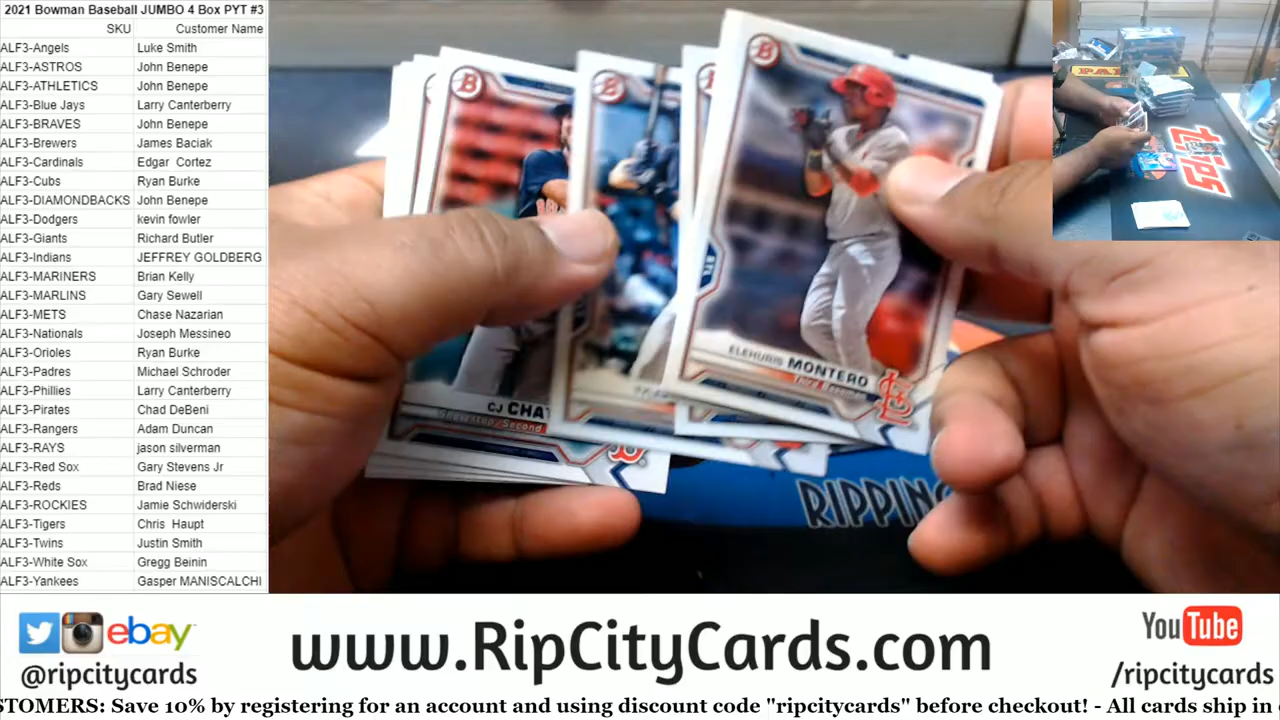 2021 Bowman Baseball JUMBO 4 Box PYT #3
SKU Customer Name
ALF3-Angels Luke Smith
ALF3-ASTROS John Benepe
ALF3-ATHLETICS John Benepe
ALF3-Blue Jays Larry Canterberry
ALF3-BRAVES John Benepe
ALF3-Brewers James Baciak
ALF3-Cardinals Edgar Cortez
ALF3-Cubs Ryan Burke
ALF3-DIAMONDBACKS John Benepe
ALF3-Dodgers kevin fowler
ALF3-Giants Richard Butler
ALF3-Indians JEFFREY GOLDBERG
ALF3-MARINERS Brian Kelly
ALF3-MARLINS Gary Sewell
ALF3-METS Chase Nazarian
ALF3-Nationals Joseph Messineo
ALF3-Orioles Ryan Burke
ALF3-Padres Michael Schroder
ALF3-Phillies Larry Canterberry
ALF3-Pirates Chad DeBeni
ALF3-Rangers Adam Duncan
ALF3-RAYS jason silverman
ALF3-Red Sox Gary Stevens Jr
ALF3-Reds Brad Niese
ALF3-ROCKIES Jamie Schwiderski
ALF3-Tigers Chris Haupt
ALF3-Twins Justin Smith
ALF3-White Sox Gregg Beinin
ALF3-Yankees Gasper MANISCALCHI
B
B
B
STL
ELEHURIS MONTERO
Third Baseman
CJ CHAT
Shortstop/Second
RIPPING
topps
ebay
@ripcitycards
www.RipCityCards.com
YouTube
/ripcitycards
STOMERS: Save 10% by registering for an account and using discount code "ripcitycards" before checkout! - All cards ship in